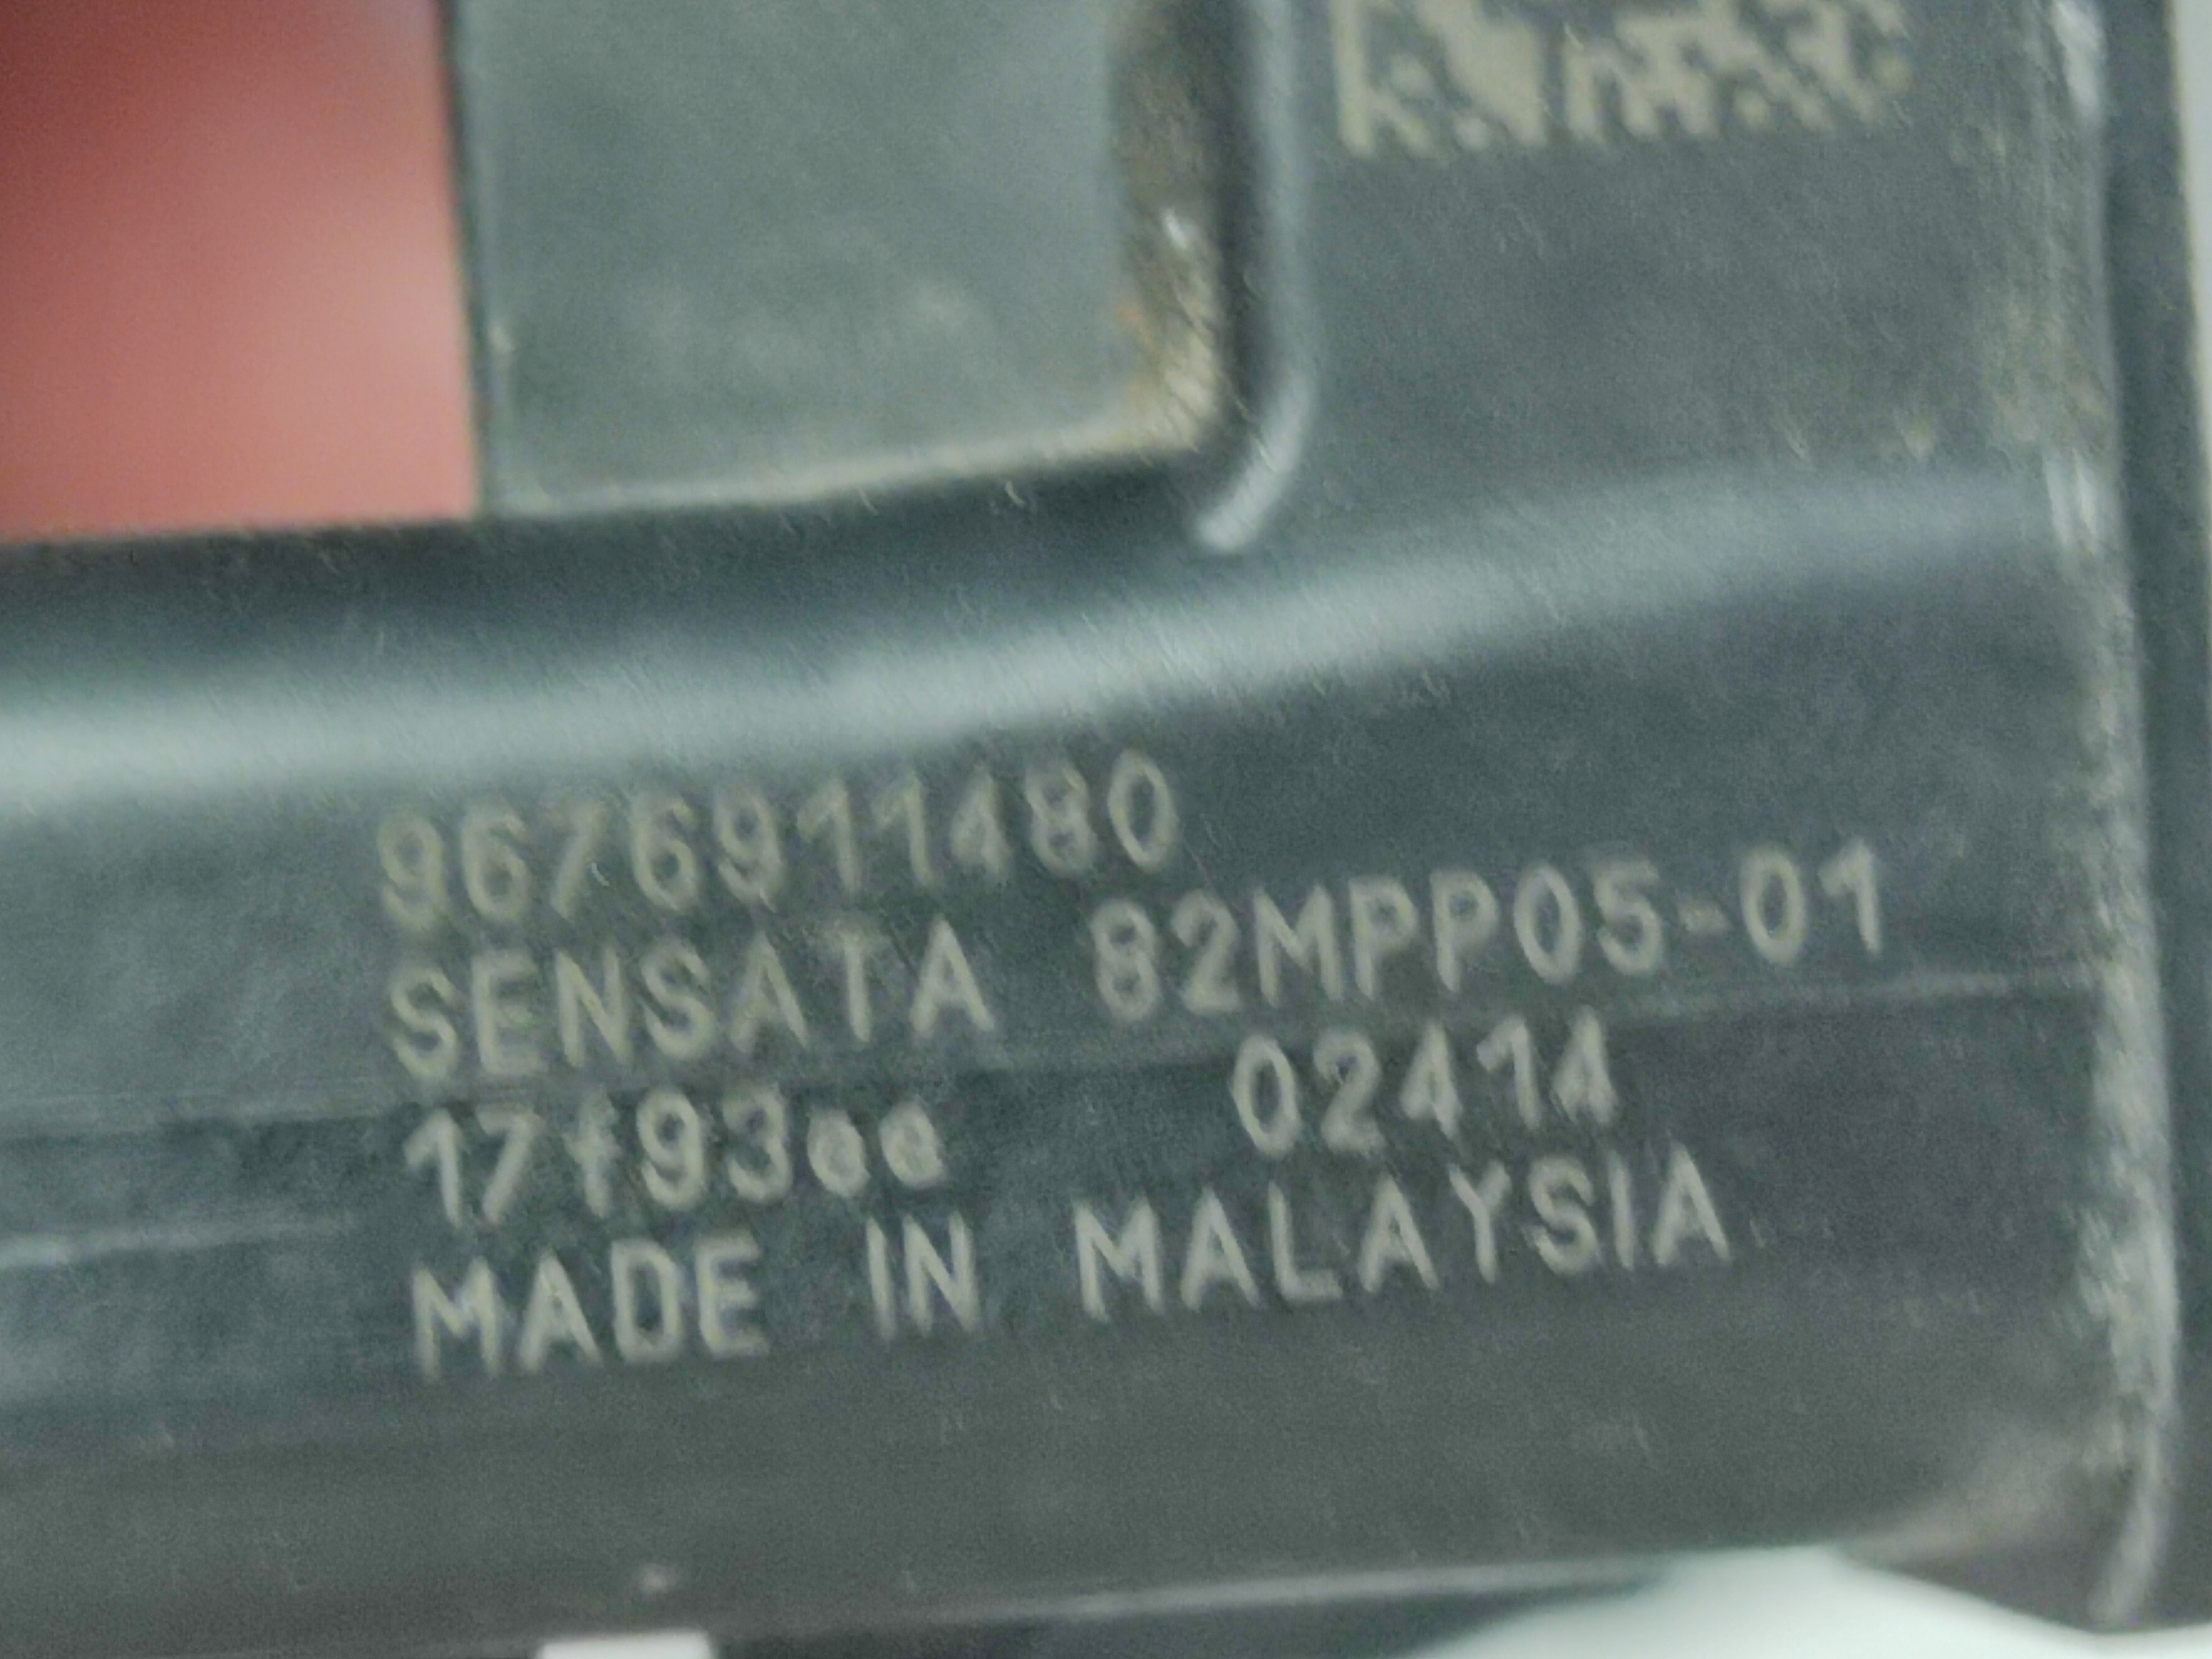 9676911480
SENSATA 82MPP05-01
17f93ee 02414
MADE IN MALAYSIA